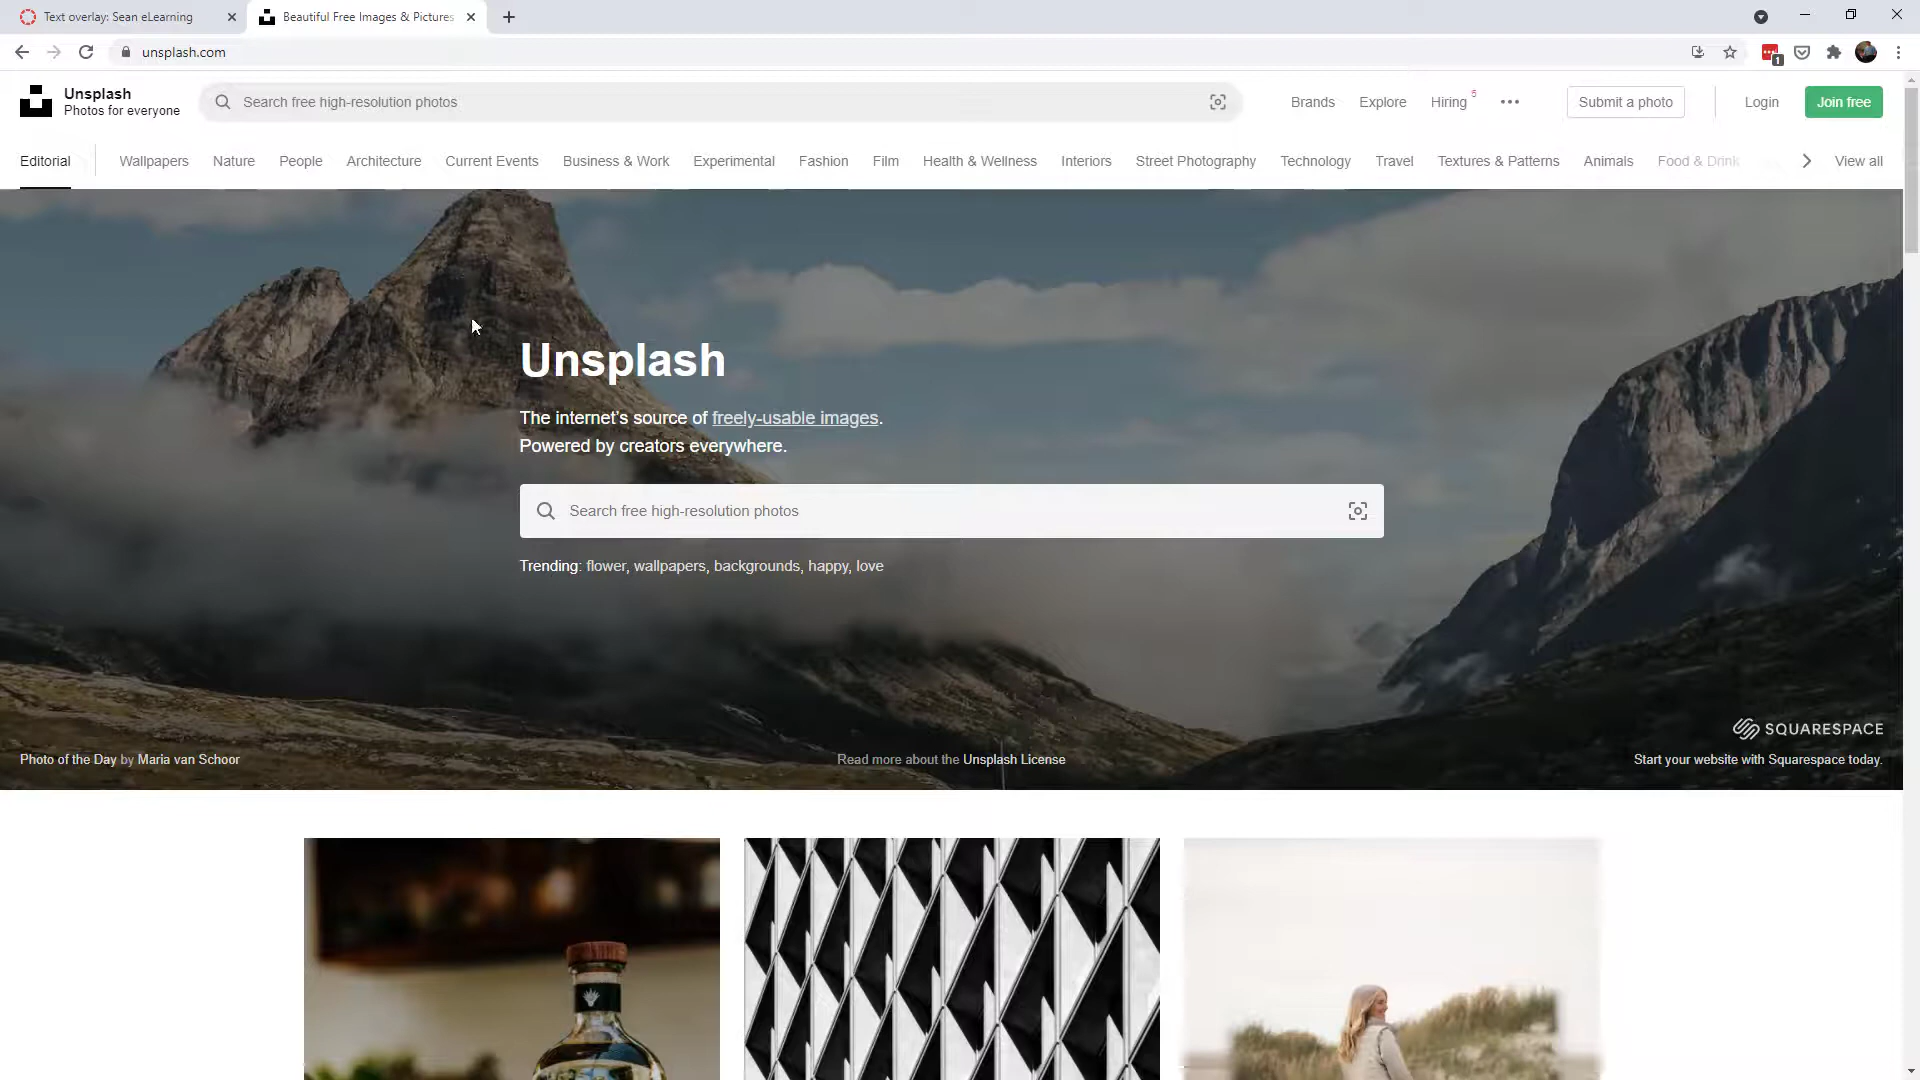 Text overlay: Sean eLearning
Beautiful Free Images & Pictures
unsplash.com
1
Unsplash
Photos for everyone
Search free high-resolution photos
Brands Explore Hiring 5
Submit a photo
Login
Join free
Editorial Wallpapers Nature People Architecture Current Events Business & Work Experimental Fashion Film Health & Wellness Interiors Street Photography Technology Travel Textures & Patterns Animals Food & Drink View all
Unsplash
The internet's source of freely-usable images.
Powered by creators everywhere.
Search free high-resolution photos
Trending: flower, wallpapers, backgrounds, happy, love
SQUARESPACE
Photo of the Day by Maria van Schoor
Read more about the Unsplash License
Start your website with Squarespace today.